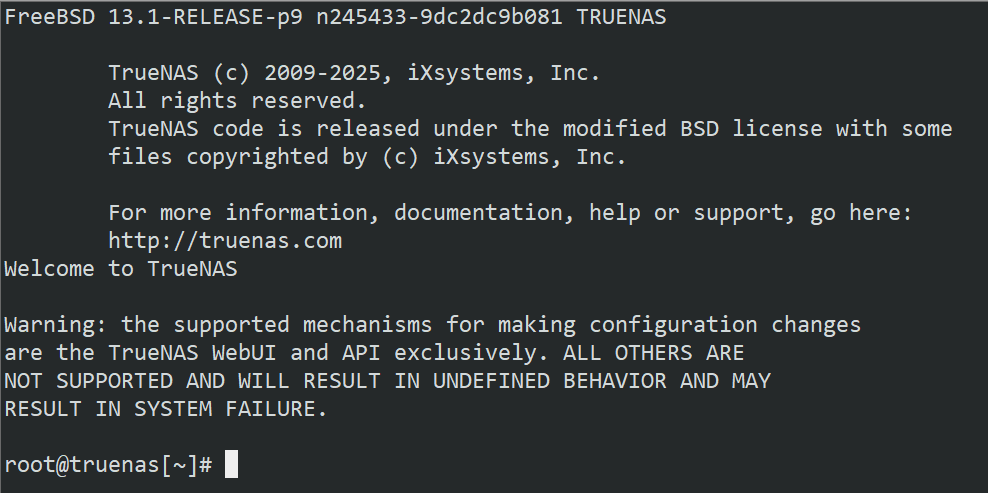 FreeBSD 13.1-RELEASE-p9 n245433-9dc2dc9b081 TRUENAS
TrueNAS (c) 2009-2025, iXsystems, Inc.
All rights reserved.
TrueNAS code is released under the modified BSD license with some
files copyrighted by (c) iXsystems, Inc.
For more information, documentation, help or support, go here:
http://truenas.com
Welcome to TrueNAS
Warning: the supported mechanisms for making configuration changes
are the TrueNAS WebUI and API exclusively. ALL OTHERS ARE
NOT SUPPORTED AND WILL RESULT IN UNDEFINED BEHAVIOR AND MAY
RESULT IN SYSTEM FAILURE.
root@truenas[~]#